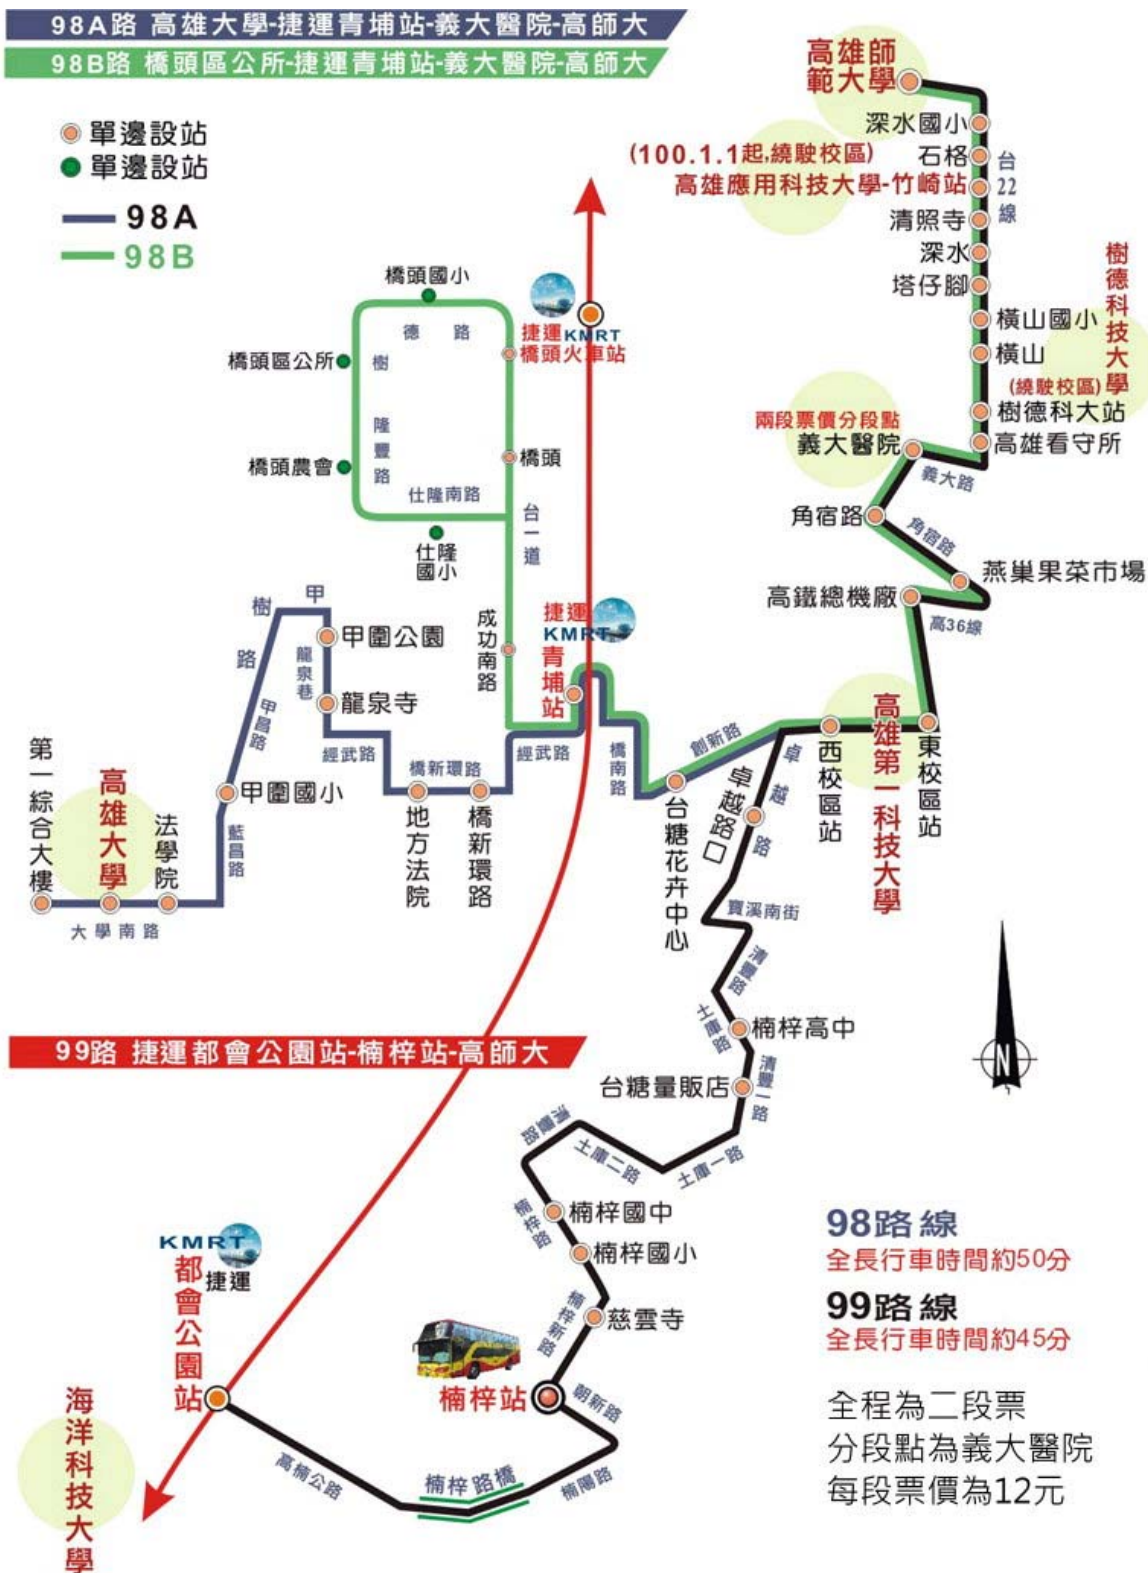 98A路 高雄大學-捷運青埔站-義大醫院-高師大
98B路 橋頭區公所-捷運青埔站-義大醫院-高師大
單邊設站
單邊設站
98A
98B
高雄師
範大學
深水國小
石格
(100.1.1起,繞駛校區)
高雄應用科技大學-竹崎站
台22線
清照寺
深水
塔仔腳
橫山國小
橫山
樹德科技大學
(繞駛校區)
樹德科大站
高雄看守所
兩段票價分段點
義大醫院
義大路
角宿路
角宿路
燕巢果菜市場
高鐵總機廠
高36線
橋頭國小
德 路
樹
橋頭區公所
隆豐路
橋頭農會
仕隆南路
仕隆
國小
捷運KMRT
橋頭火車站
橋頭
台一道
成功南路
捷運
KMRT
青埔站
樹 甲
路
甲圍公園
龍泉巷
龍泉寺
甲昌路
經武路
橋新環路
經武路
橋南路
創新路
卓越路
卓越路口
西校區站
高雄第一科技大學
東校區站
第一綜合大樓
高雄大學
法學院
甲圍國小
藍昌路
地方法院
橋新環路
台糖花卉中心
大學南路
寶溪南街
清豐路
土庫路
楠梓高中
N
99路 捷運都會公園站-楠梓站-高師大
台糖量販店
清豐一路
清豐路
土庫二路
土庫一路
楠梓路
楠梓國中
楠梓國小
楠梓新路
慈雲寺
KMRT
捷運
都會公園站
楠梓站
朝新路
高楠公路
楠梓路橋
楠陽路
海洋科技大學
98路線
全長行車時間約50分
99路線
全長行車時間約45分
全程為二段票
分段點為義大醫院
每段票價為12元